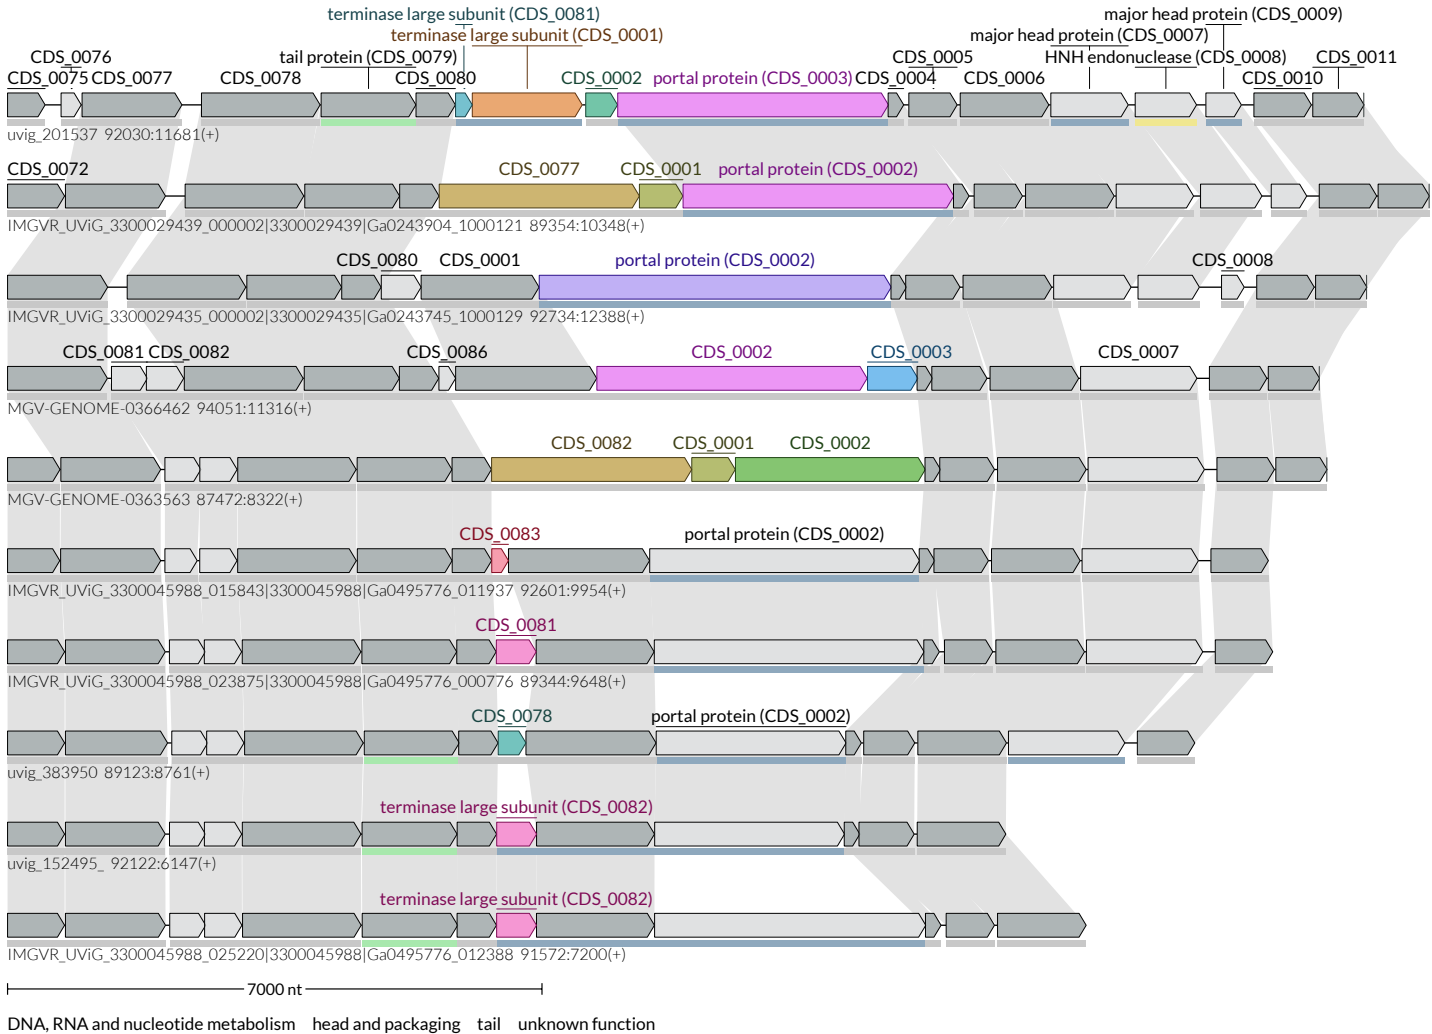 terminase large subunit (CDS_0081)
major head protein (CDS_0009)
terminase large subunit (CDS_0001)
major head protein (CDS_0007)
CDS_0076
tail protein (CDS_0079)
CDS_0005
HNH endonuclease (CDS_0008)
CDS_0011
CDS_0075 CDS_0077 CDS_0078 CDS_0080 CDS_0002 portal protein (CDS_0003) CDS_0004 CDS_0006 CDS_0010
uvig_201537 92030:11681(+)
CDS_0072 CDS_0077 CDS_0001 portal protein (CDS_0002)
IMGVR_UViG_3300029439_000002|3300029439|Ga0243904_1000121 89354:10348(+)
CDS_0080 CDS_0001 portal protein (CDS_0002) CDS_0008
IMGVR_UViG_3300029435_000002|3300029435|Ga0243745_1000129 92734:12388(+)
CDS_0081 CDS_0082 CDS_0086 CDS_0002 CDS_0003 CDS_0007
MGV-GENOME-0366462 94051:11316(+)
CDS_0082 CDS_0001 CDS_0002
MGV-GENOME-0363563 87472:8322(+)
CDS_0083 portal protein (CDS_0002)
IMGVR_UViG_3300045988_015843|3300045988|Ga0495776_011937 92601:9954(+)
CDS_0081
IMGVR_UViG_3300045988_023875|3300045988|Ga0495776_000776 89344:9648(+)
CDS_0078 portal protein (CDS_0002)
uvig_383950 89123:8761(+)
terminase large subunit (CDS_0082)
uvig_152495_ 92122:6147(+)
terminase large subunit (CDS_0082)
IMGVR_UViG_3300045988_025220|3300045988|Ga0495776_012388 91572:7200(+)
7000 nt
DNA, RNA and nucleotide metabolism head and packaging tail unknown function